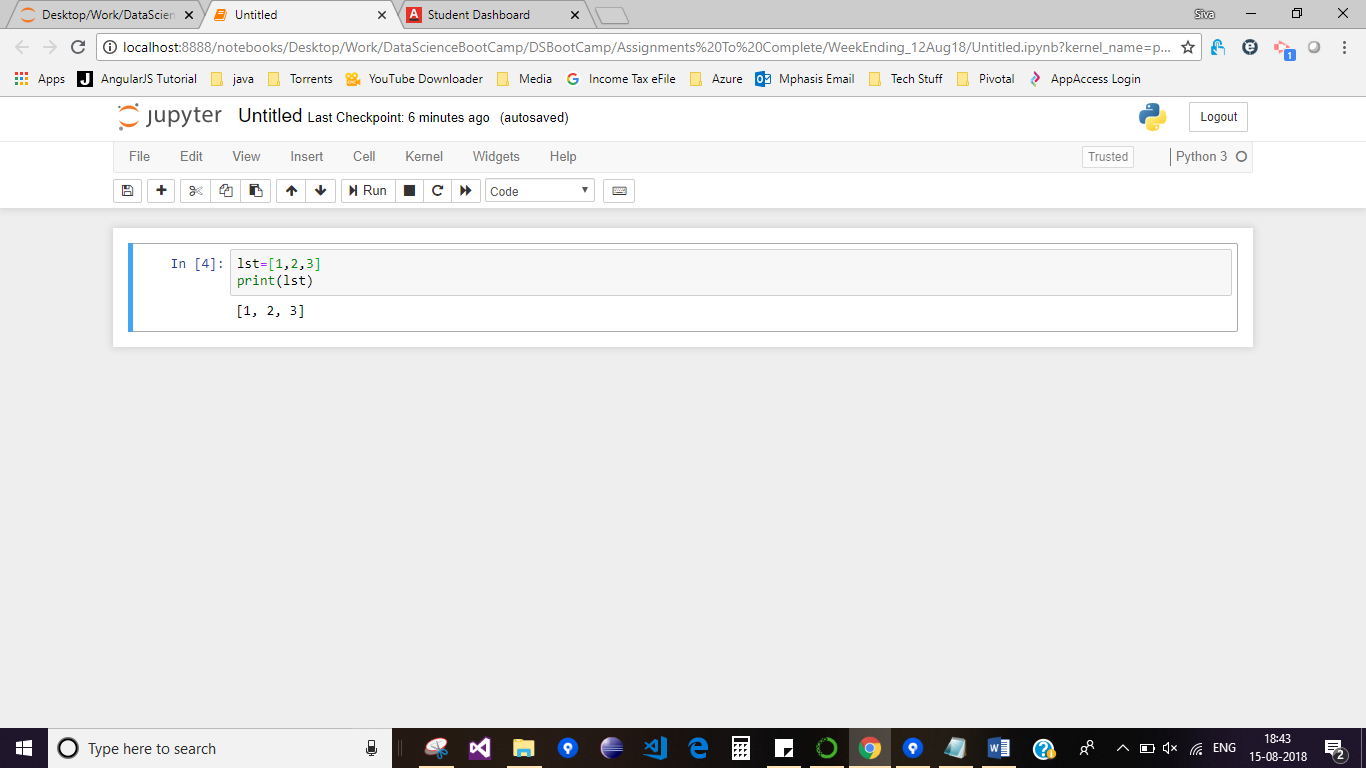 Desktop/Work/DataScien
Untitled
Student Dashboard
Siva
localhost:8888/notebooks/Desktop/Work/DataScienceBootCamp/DSBootCamp/Assignments%20To%20Complete/WeekEnding_12Aug18/Untitled.ipynb?kernel_name=p...
1
Apps
AngularJS Tutorial
java
Torrents
YouTube Downloader
Media
Income Tax eFile
Azure
Mphasis Email
Tech Stuff
Pivotal
AppAccess Login
jupyter Untitled Last Checkpoint: 6 minutes ago (autosaved)
Logout
File Edit View Insert Cell Kernel Widgets Help
Trusted
Python 3
Run
Code
In [4]: lst=[1,2,3]
print(lst)
[1, 2, 3]
Type here to search
ENG
18:43
15-08-2018
2